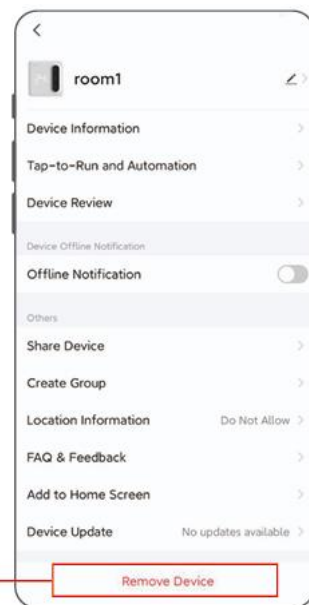 room1
Device Information
Tap-to-Run and Automation
Device Review
Device Offline Notification
Offline Notification
Others
Share Device
Create Group
Location Information Do Not Allow
FAQ & Feedback
Add to Home Screen
Device Update No updates available
Remove Device